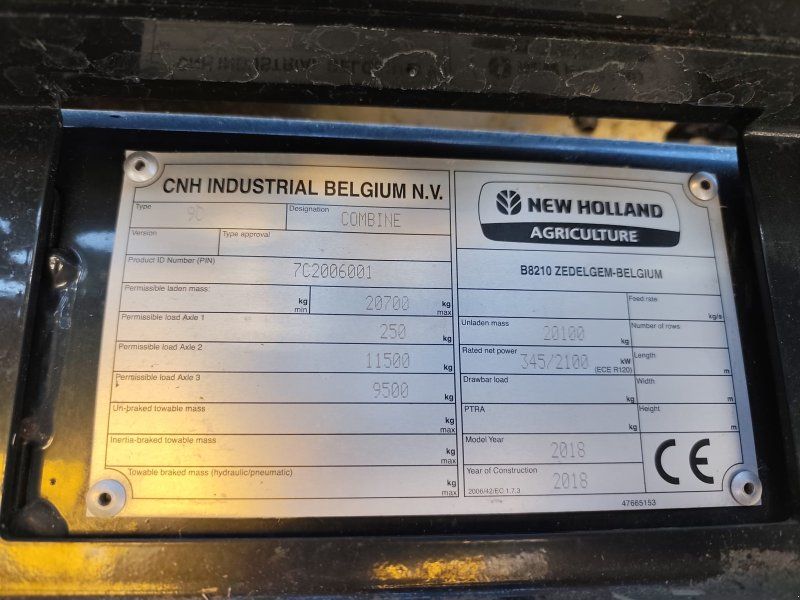 CNH INDUSTRIAL BELGIUM N.V.
Type 9D Designation COMBINE
Version Type approval
Product ID Number (PIN) 7C2006001
Permissible laden mass: kg min 20700 kg max
Permissible load Axle 1 250 kg max
Permissible load Axle 2 11500 kg max
Permissible load Axle 3 9500 kg max
Un-braked towable mass kg max
Inertia-braked towable mass kg max
Towable braked mass (hydraulic/pneumatic) kg max
NEW HOLLAND
AGRICULTURE
B8210 ZEDELGEM-BELGIUM
Feed rate kg/s
Unladen mass 20100 kg Number of rows:
Rated net power 345/2100 kW (ECE R120) Length m
Drawbar load kg Width m
PTRA kg Height m
Model Year 2018
Year of Construction 2018
2006/42/EC 1.7.3
CE
47665153